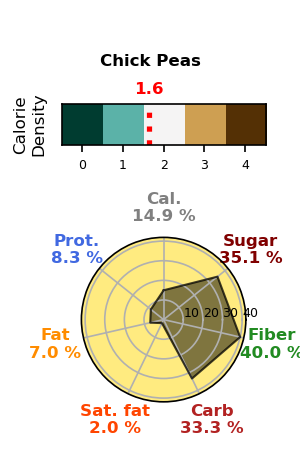 Chick Peas
1.6
Calorie
Density
0 1 2 3 4
Cal.
14.9 %
Prot.
8.3 %
Sugar
35.1 %
10 20 30 40
Fat
7.0 %
Fiber
40.0 %
Sat. fat
2.0 %
Carb
33.3 %